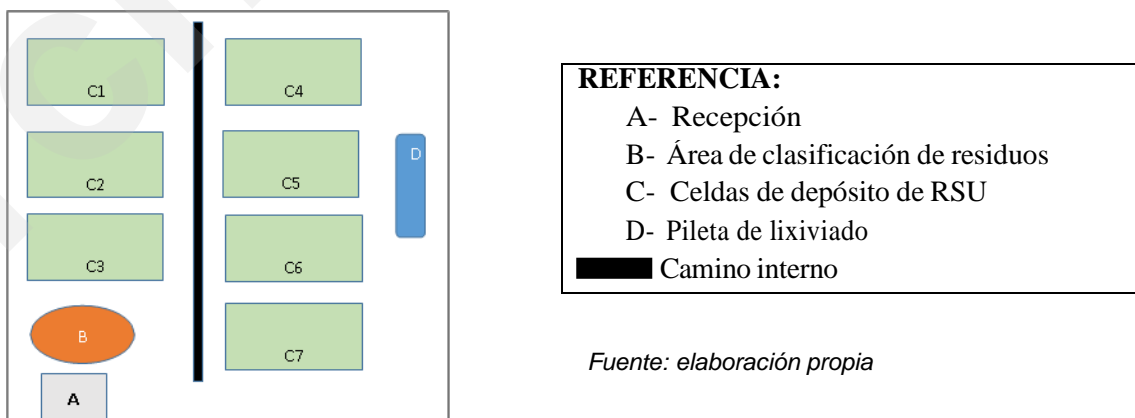 C1
C4
C2
C5
D
C3
C6
B
C7
A
REFERENCIA:
A- Recepción
B- Área de clasificación de residuos
C- Celdas de depósito de RSU
D- Pileta de lixiviado
Camino interno
Fuente: elaboración propia